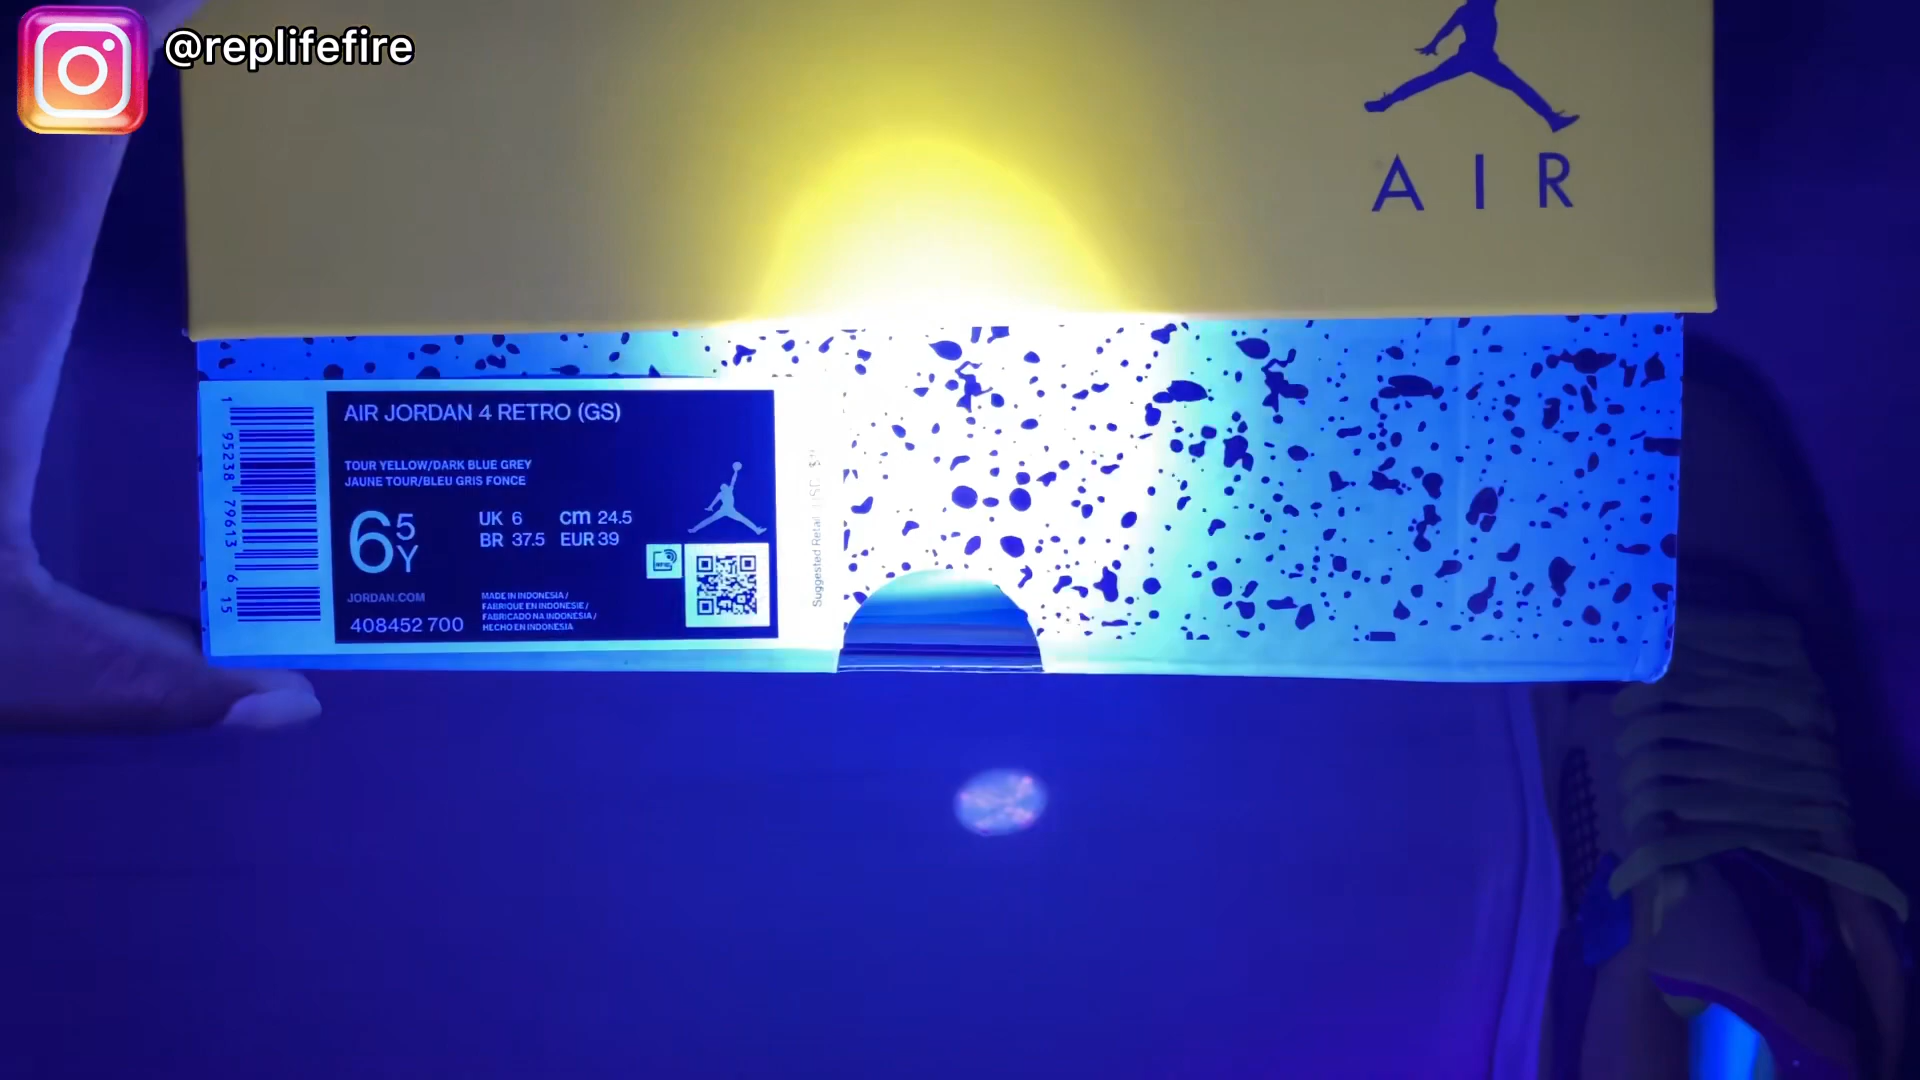 @replifefire
AIR
AIR JORDAN 4 RETRO (GS)
TOUR YELLOW/DARK BLUE GREY
JAUNE TOUR/BLEU GRIS FONCE
6 5 Y
UK 6 cm 24.5
BR 37.5 EUR 39
JORDAN.COM
408452 700
MADE IN INDONESIA /
FABRIQUE EN INDONESIE /
FABRICADO NA INDONESIA /
HECHO EN INDONESIA
1 95238 79613 6 15
Suggested Retail USD